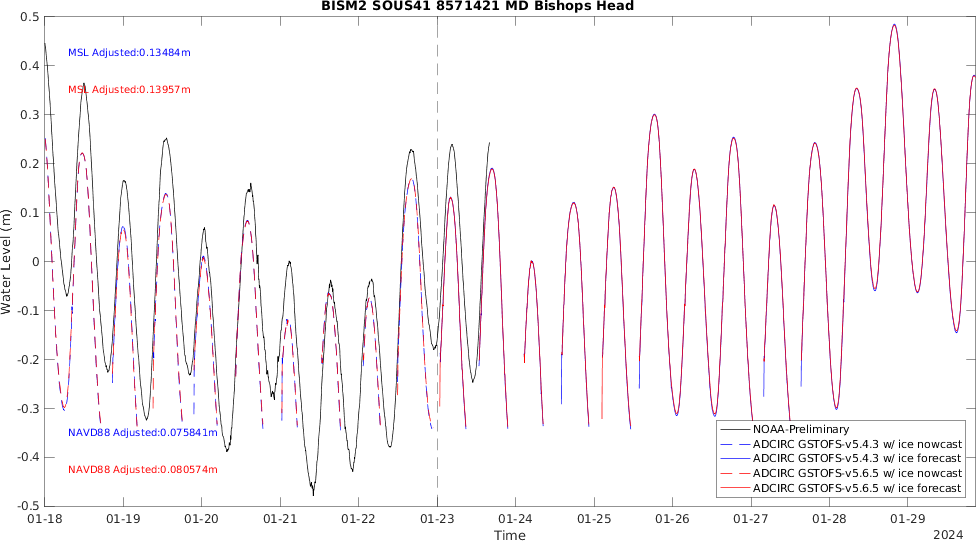 BISM2 SOUS41 8571421 MD Bishops Head
0.5
0.4
0.3
0.2
0.1
0
-0.1
-0.2
-0.3
-0.4
-0.5
Water Level (m)
MSL Adjusted:0.13484m
MSL Adjusted:0.13957m
NAVD88 Adjusted:0.075841m
NAVD88 Adjusted:0.080574m
NOAA-Preliminary
ADCIRC GSTOFS-v5.4.3 w/ ice nowcast
ADCIRC GSTOFS-v5.4.3 w/ ice forecast
ADCIRC GSTOFS-v5.6.5 w/ ice nowcast
ADCIRC GSTOFS-v5.6.5 w/ ice forecast
01-18 01-19 01-20 01-21 01-22 01-23 01-24 01-25 01-26 01-27 01-28 01-29
Time
2024